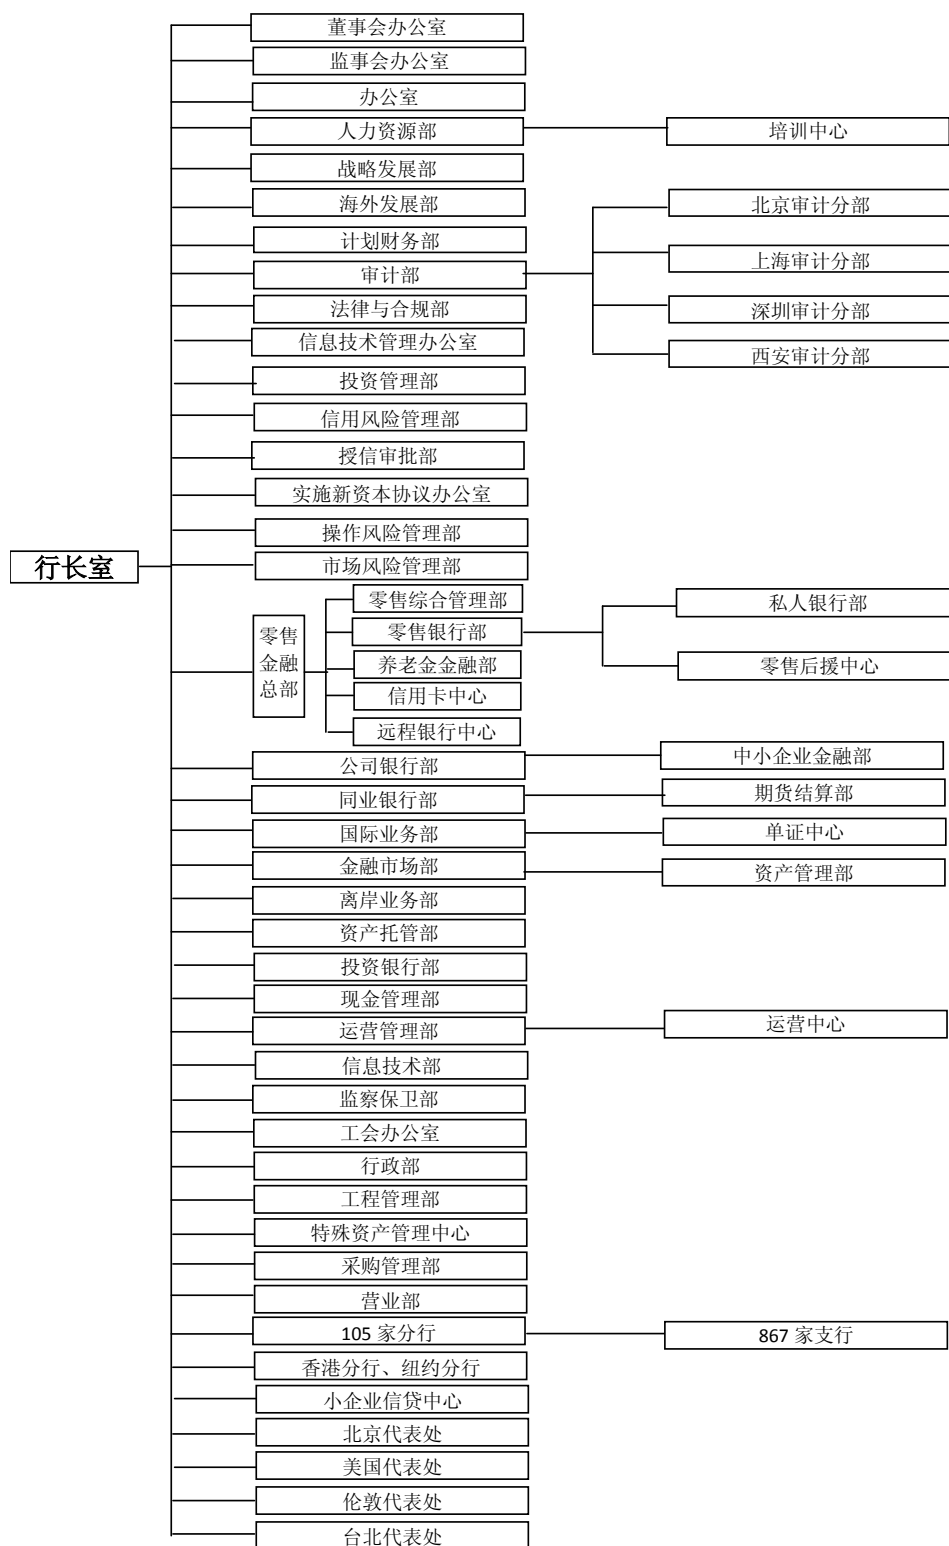 董事会办公室
监事会办公室
办公室
人力资源部
培训中心
战略发展部
海外发展部
北京审计分部
计划财务部
审计部
上海审计分部
法律与合规部
深圳审计分部
信息技术管理办公室
西安审计分部
投资管理部
信用风险管理部
授信审批部
实施新资本协议办公室
操作风险管理部
行长室
市场风险管理部
零售
金融
总部
零售综合管理部
私人银行部
零售银行部
养老金金融部
零售后援中心
信用卡中心
远程银行中心
公司银行部
中小企业金融部
同业银行部
期货结算部
国际业务部
单证中心
金融市场部
资产管理部
离岸业务部
资产托管部
投资银行部
现金管理部
运营管理部
运营中心
信息技术部
监察保卫部
工会办公室
行政部
工程管理部
特殊资产管理中心
采购管理部
营业部
105 家分行
867 家支行
香港分行、纽约分行
小企业信贷中心
北京代表处
美国代表处
伦敦代表处
台北代表处